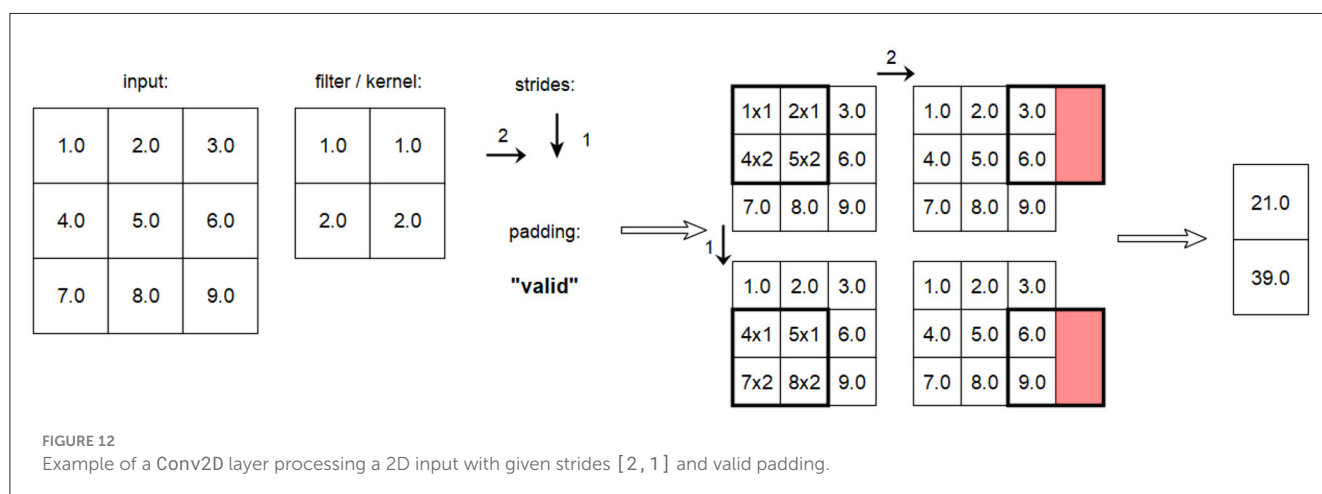 input:
1.0 2.0 3.0
4.0 5.0 6.0
7.0 8.0 9.0
filter / kernel:
1.0 1.0
2.0 2.0
strides:
2
1
padding:
"valid"
2
1x1 2x1 3.0
4x2 5x2 6.0
7.0 8.0 9.0
1.0 2.0 3.0
4.0 5.0 6.0
7.0 8.0 9.0
1
1.0 2.0 3.0
4x1 5x1 6.0
7x2 8x2 9.0
1.0 2.0 3.0
4.0 5.0 6.0
7.0 8.0 9.0
21.0
39.0
FIGURE 12
Example of a Conv2D layer processing a 2D input with given strides [2,1] and valid padding.